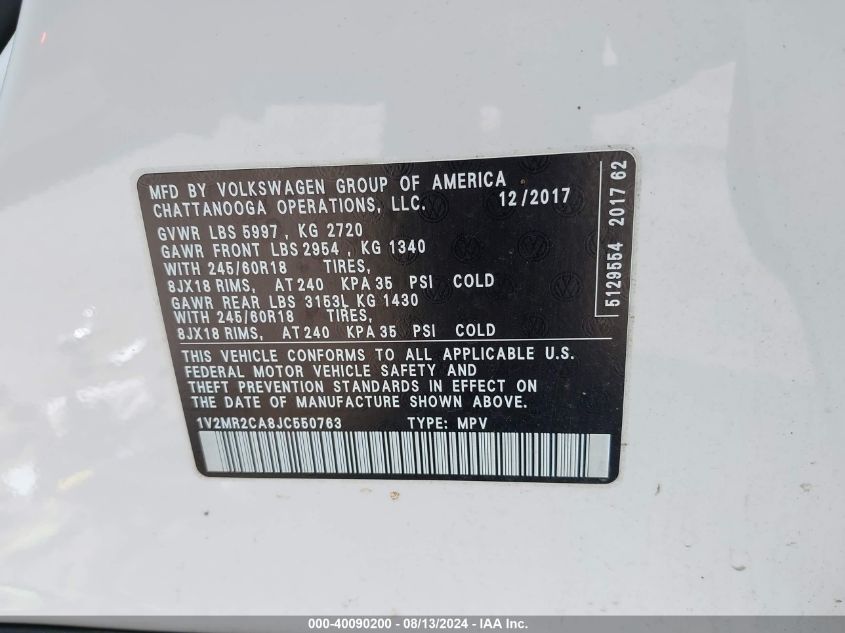 MFD BY VOLKSWAGEN GROUP OF AMERICA
CHATTANOOGA OPERATIONS, LLC. 12/2017
GVWR LBS 5997 , KG 2720
GAWR FRONT LBS 2954 , KG 1340
WITH 245/60R18 TIRES,
8JX18 RIMS, AT 240 KPA 35 PSI COLD
GAWR REAR LBS 3153L KG 1430
WITH 245/60R18 TIRES,
8JX18 RIMS, AT 240 KPA 35 PSI COLD
THIS VEHICLE CONFORMS TO ALL APPLICABLE U.S.
FEDERAL MOTOR VEHICLE SAFETY AND
THEFT PREVENTION STANDARDS IN EFFECT ON
THE DATE OF MANUFACTURE SHOWN ABOVE.
1V2MR2CA8JC550763 TYPE: MPV
5129554 2017 62
000-40090200 - 08/13/2024 - IAA Inc.